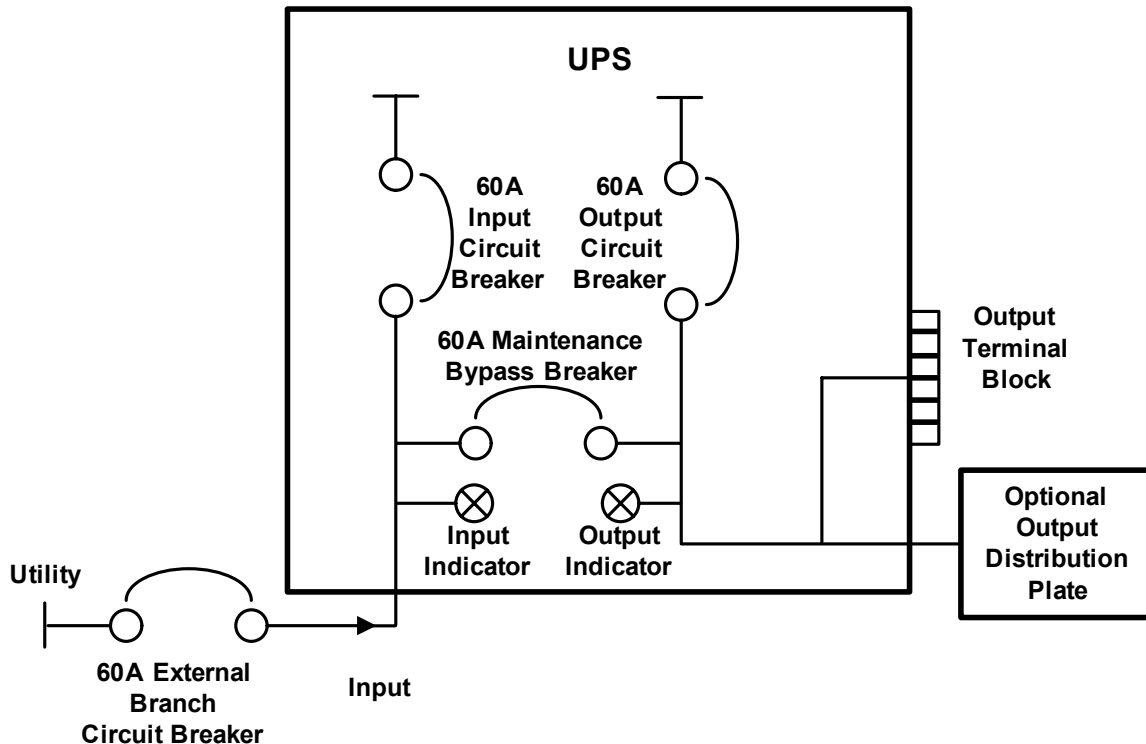 UPS
60A
Input
Circuit
Breaker
60A
Output
Circuit
Breaker
60A Maintenance
Bypass Breaker
Output
Terminal
Block
Input
Indicator
Output
Indicator
Optional
Output
Distribution
Plate
Utility
60A External
Branch
Circuit Breaker
Input